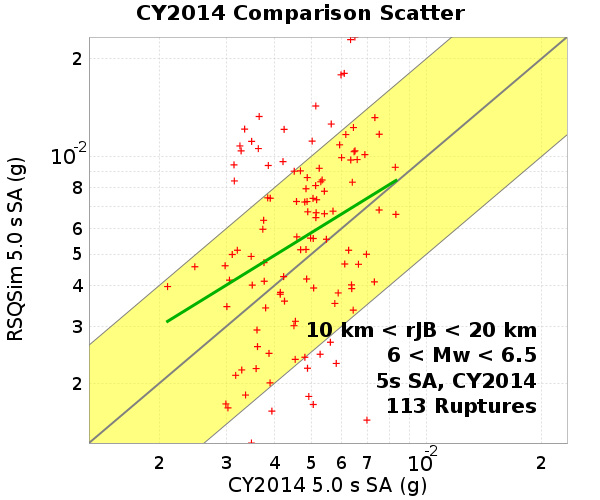 CY2014 Comparison Scatter
RSQSim 5.0 s SA (g)
2
10⁻²
8
6
5
4
3
2
10 km < rJB < 20 km
6 < Mw < 6.5
5s SA, CY2014
113 Ruptures
2 3 4 5 6 7 10⁻² 2
CY2014 5.0 s SA (g)